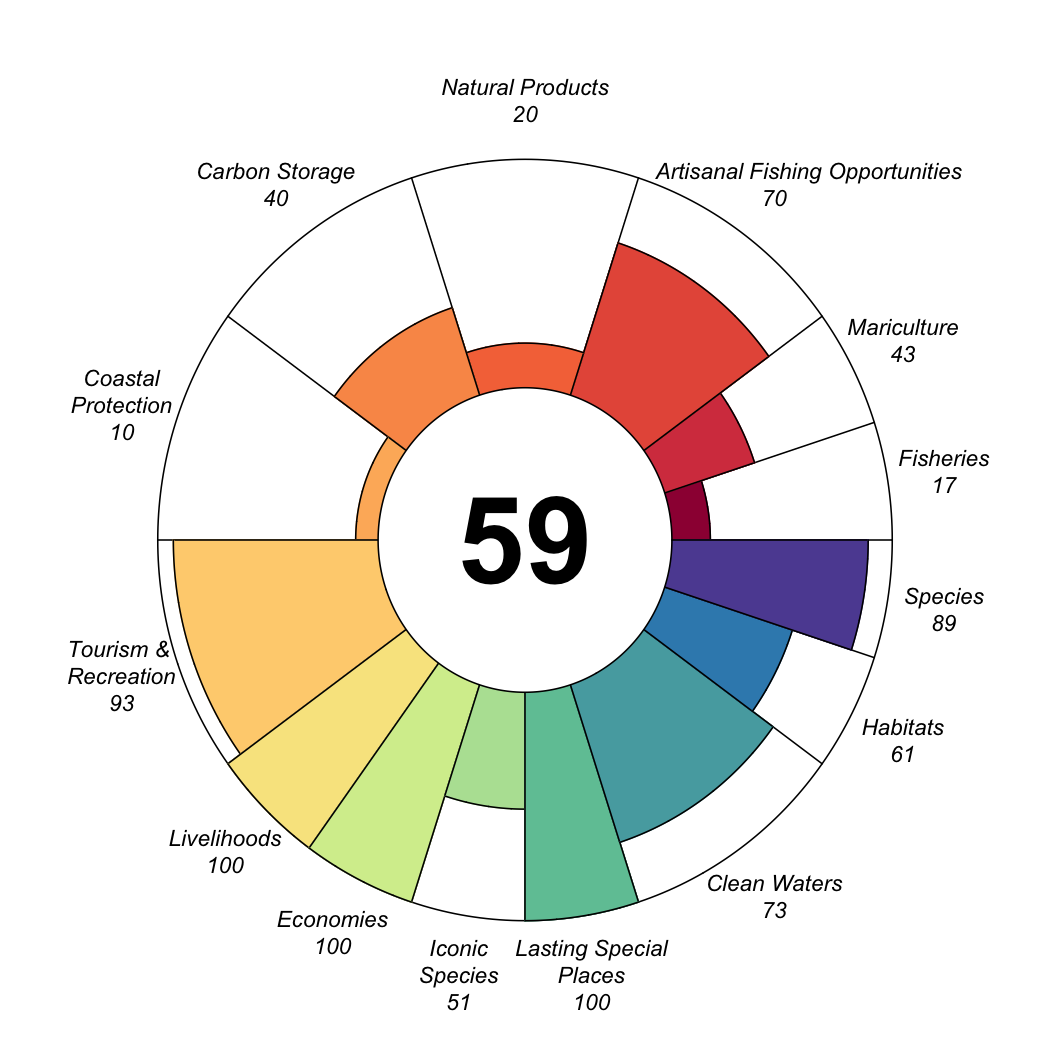 Natural Products
20
Artisanal Fishing Opportunities
70
Mariculture
43
Fisheries
17
Species
89
Habitats
61
Clean Waters
73
Lasting Special
Places
100
Iconic
Species
51
Economies
100
Livelihoods
100
Tourism &
Recreation
93
Coastal
Protection
10
Carbon Storage
40
59